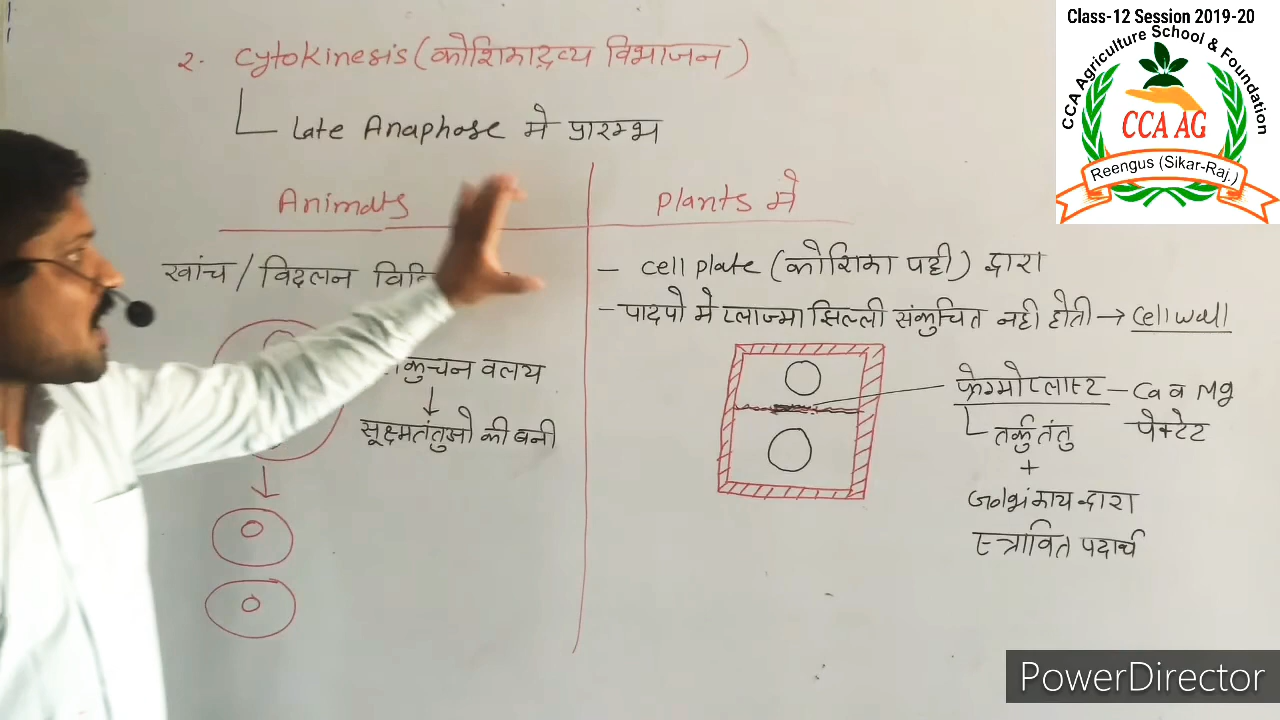 Class-12 Session 2019-20
CCA Agriculture School & Foundation
CCA AG
Reengus (Sikar-Raj.)
2. Cytokinesis (कोशिकाद्रव्य विभाजन)
Late Anaphase मे प्रारम्भ
Animals
खांच / विदलन
कुचन वलय
सूक्ष्मतंतुओ की बनी
Plants मे
- cell plate (कोशिका पट्टी) द्वारा
- पादपो मे प्लाज्मा झिल्ली संकुचित नही होती → cell wall
फ्रेग्मोप्लास्ट - Ca व Mg
पेक्टेट
तर्कु तंतु
+
गॉल्जीकाय द्वारा
स्त्रावित पदार्थ
PowerDirector